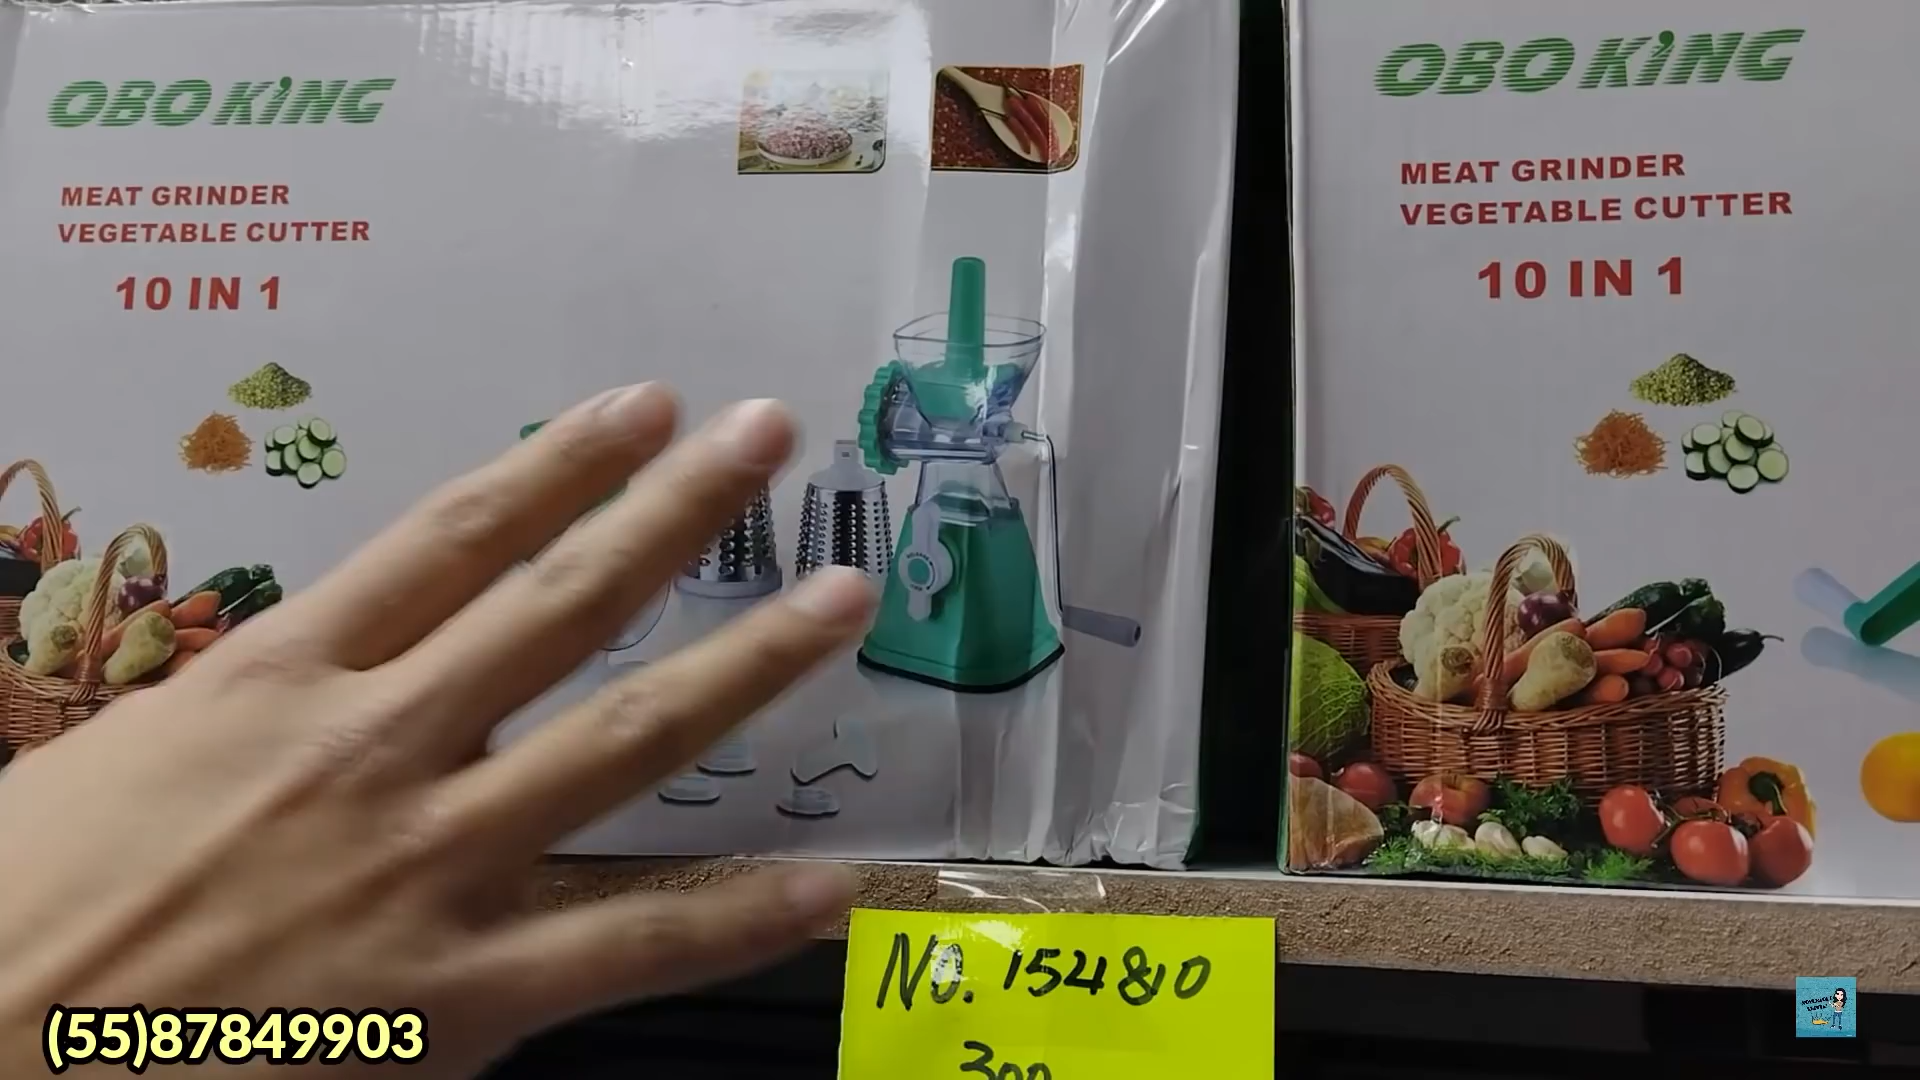 OBO KING
MEAT GRINDER
VEGETABLE CUTTER
10 IN 1
OBO KING
MEAT GRINDER
VEGETABLE CUTTER
10 IN 1
NO. 154810
300
(55)87849903